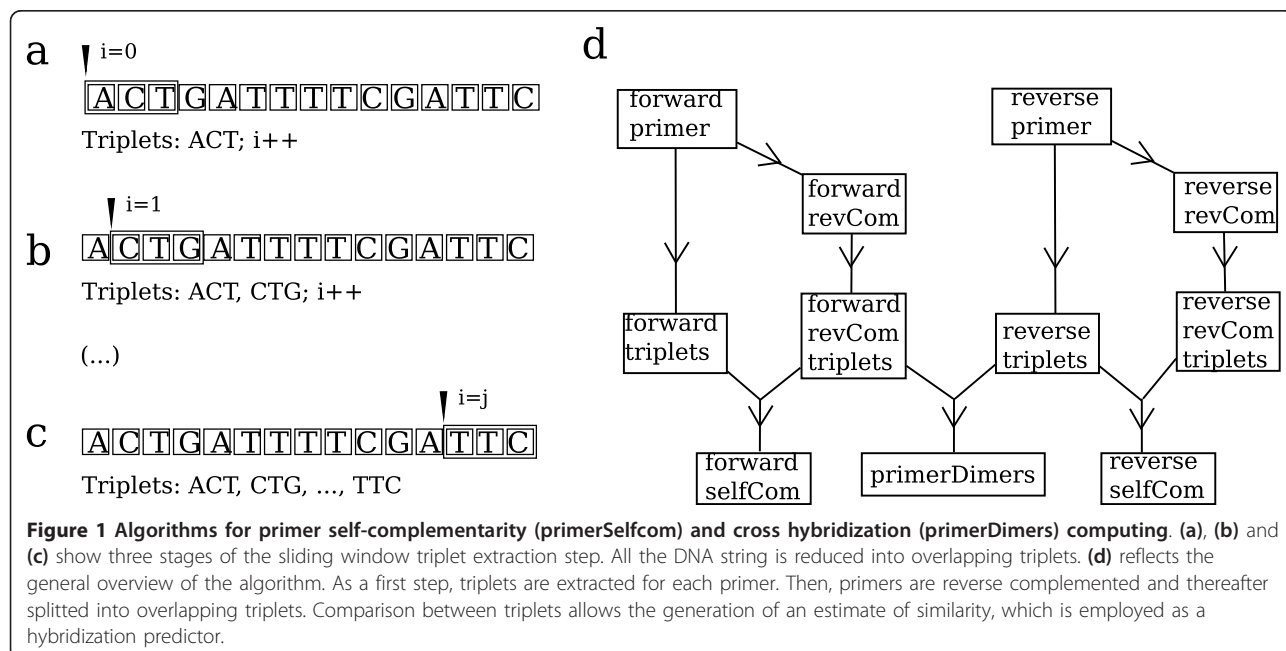 a
i=0
A C T G A T T T T C G A T T C
Triplets: ACT; i++
b
i=1
A C T G A T T T T C G A T T C
Triplets: ACT, CTG; i++
(...)
c
i=j
A C T G A T T T T C G A T T C
Triplets: ACT, CTG, ..., TTC
d
forward
primer
reverse
primer
forward
revCom
reverse
revCom
forward
triplets
forward
revCom
triplets
reverse
triplets
reverse
revCom
triplets
forward
selfCom
primerDimers
reverse
selfCom
Figure 1 Algorithms for primer self-complementarity (primerSelfcom) and cross hybridization (primerDimers) computing. (a), (b) and
(c) show three stages of the sliding window triplet extraction step. All the DNA string is reduced into overlapping triplets. (d) reflects the
general overview of the algorithm. As a first step, triplets are extracted for each primer. Then, primers are reverse complemented and thereafter
splitted into overlapping triplets. Comparison between triplets allows the generation of an estimate of similarity, which is employed as a
hybridization predictor.